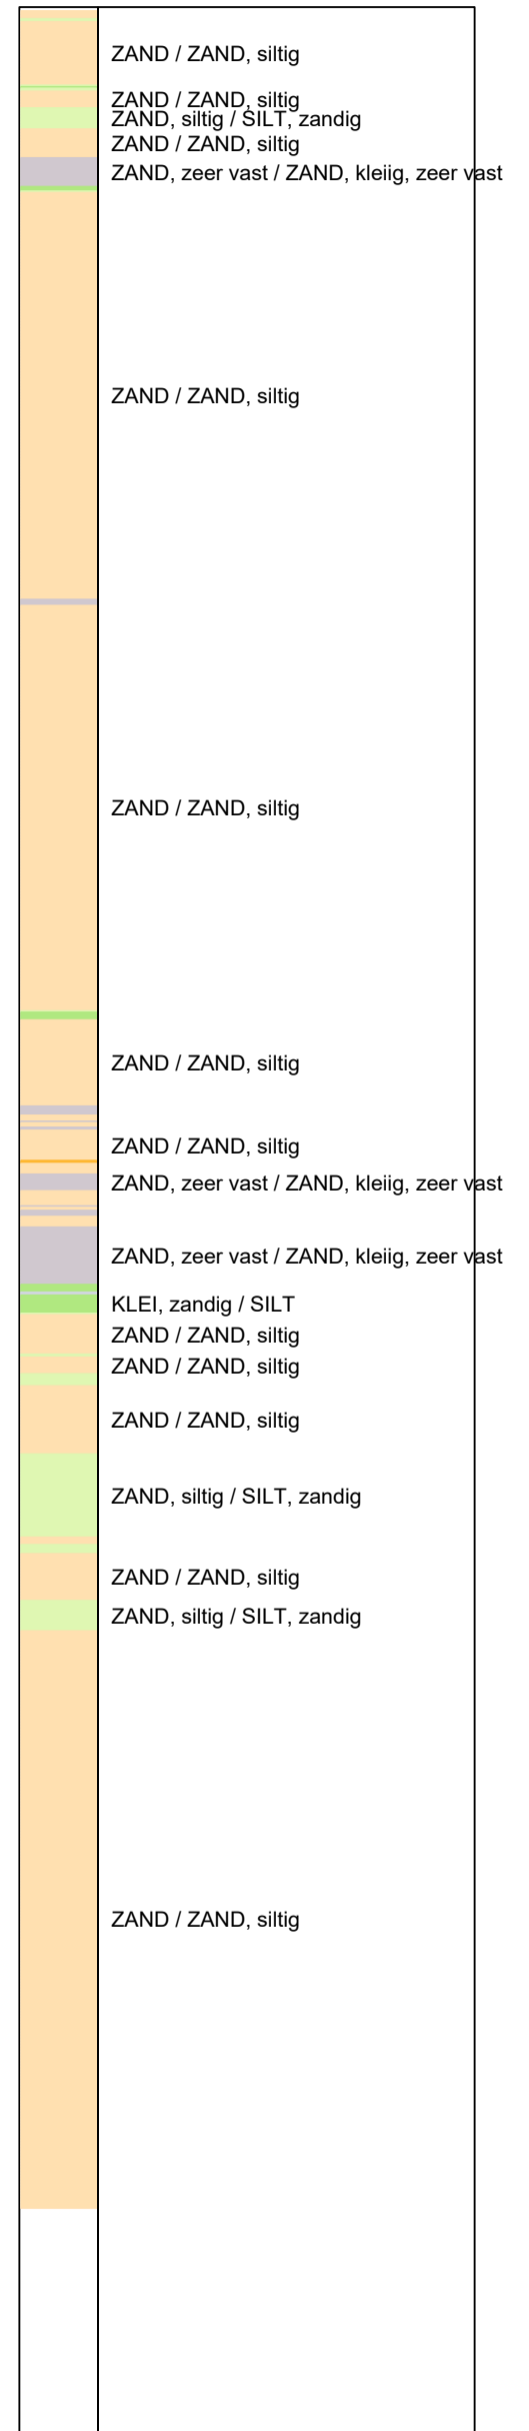 ZAND / ZAND, siltig
ZAND / ZAND, siltig
ZAND, siltig / SILT, zandig
ZAND / ZAND, siltig
ZAND, zeer vast / ZAND, kleiig, zeer vast
ZAND / ZAND, siltig
ZAND / ZAND, siltig
ZAND / ZAND, siltig
ZAND / ZAND, siltig
ZAND, zeer vast / ZAND, kleiig, zeer vast
ZAND, zeer vast / ZAND, kleiig, zeer vast
KLEI, zandig / SILT
ZAND / ZAND, siltig
ZAND / ZAND, siltig
ZAND / ZAND, siltig
ZAND, siltig / SILT, zandig
ZAND / ZAND, siltig
ZAND, siltig / SILT, zandig
ZAND / ZAND, siltig